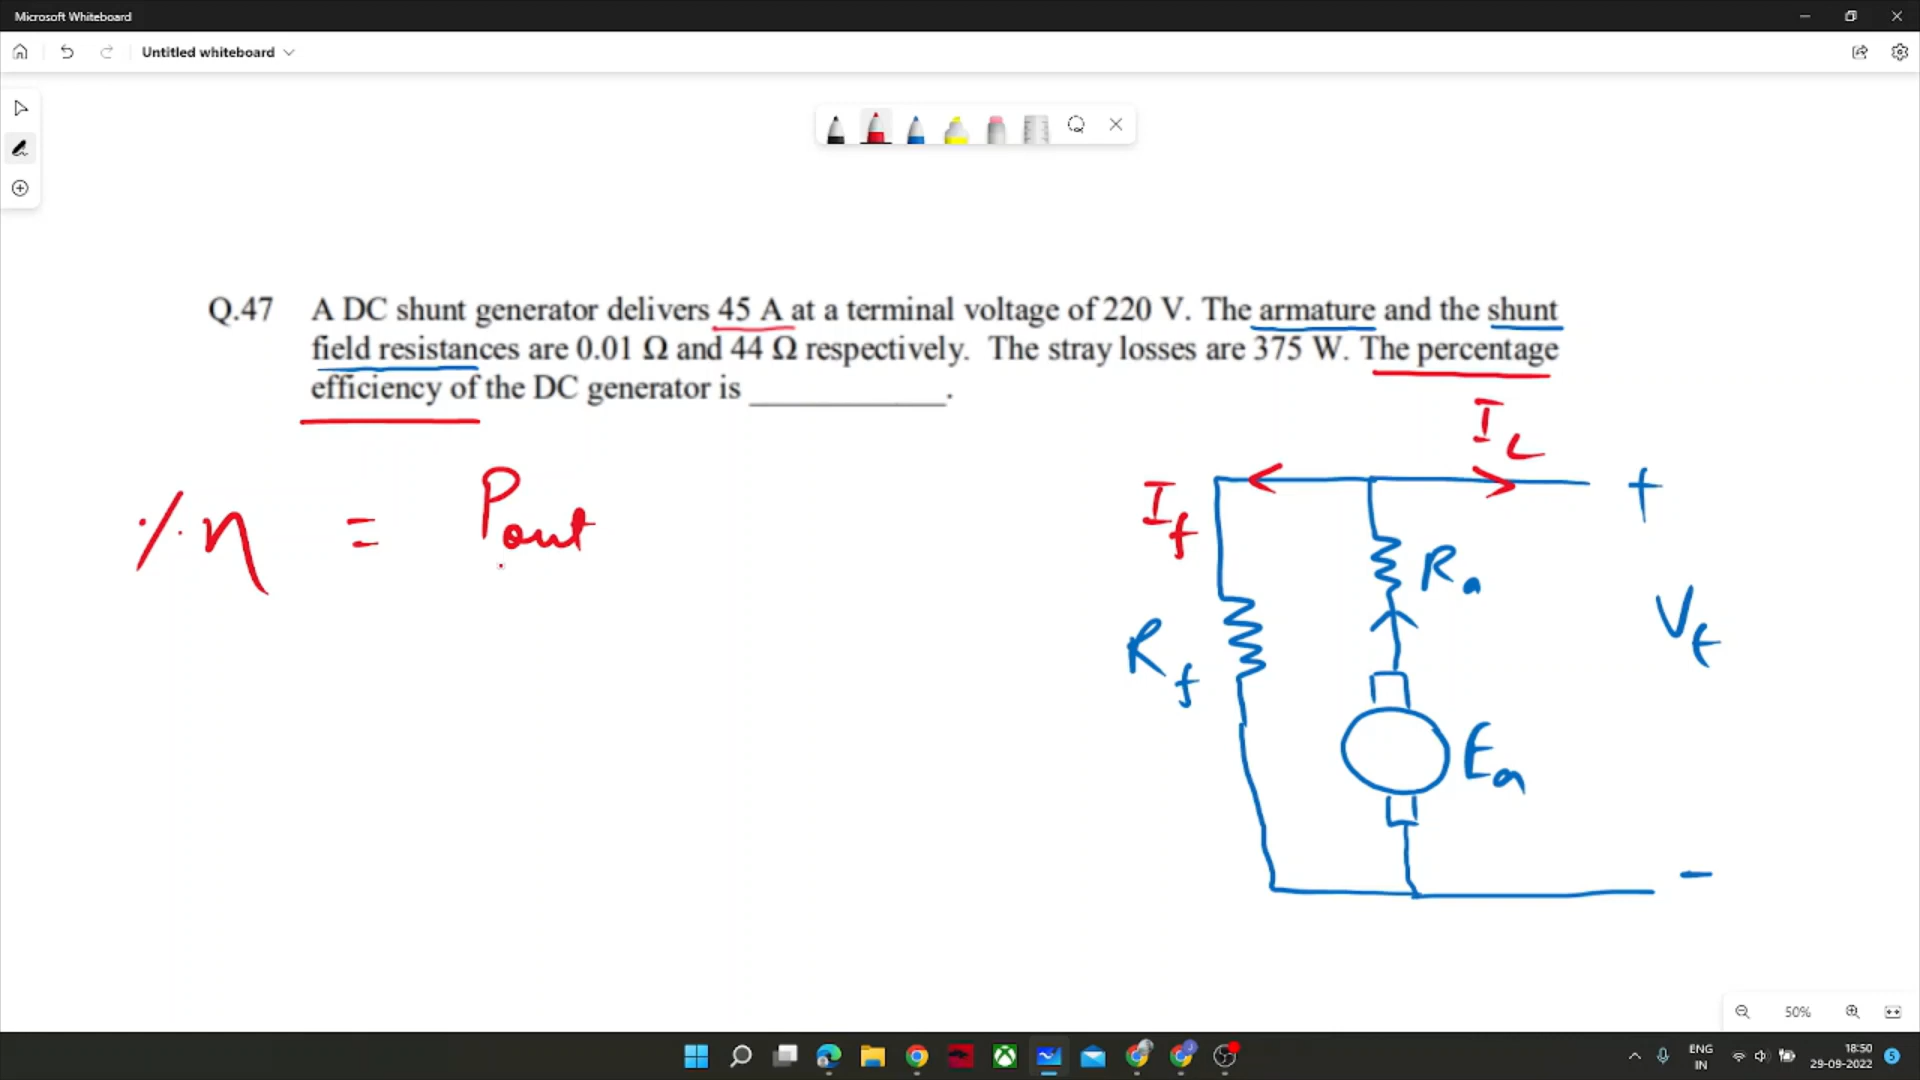 Microsoft Whiteboard
Untitled whiteboard
Q.47 A DC shunt generator delivers 45 A at a terminal voltage of 220 V. The armature and the shunt
field resistances are 0.01 Ω and 44 Ω respectively. The stray losses are 375 W. The percentage
efficiency of the DC generator is ____________.
% η = Pout
If
IL
+
Ra
Rf
Vt
Ea
-
50%
ENG
IN
18:50
29-09-2022
5